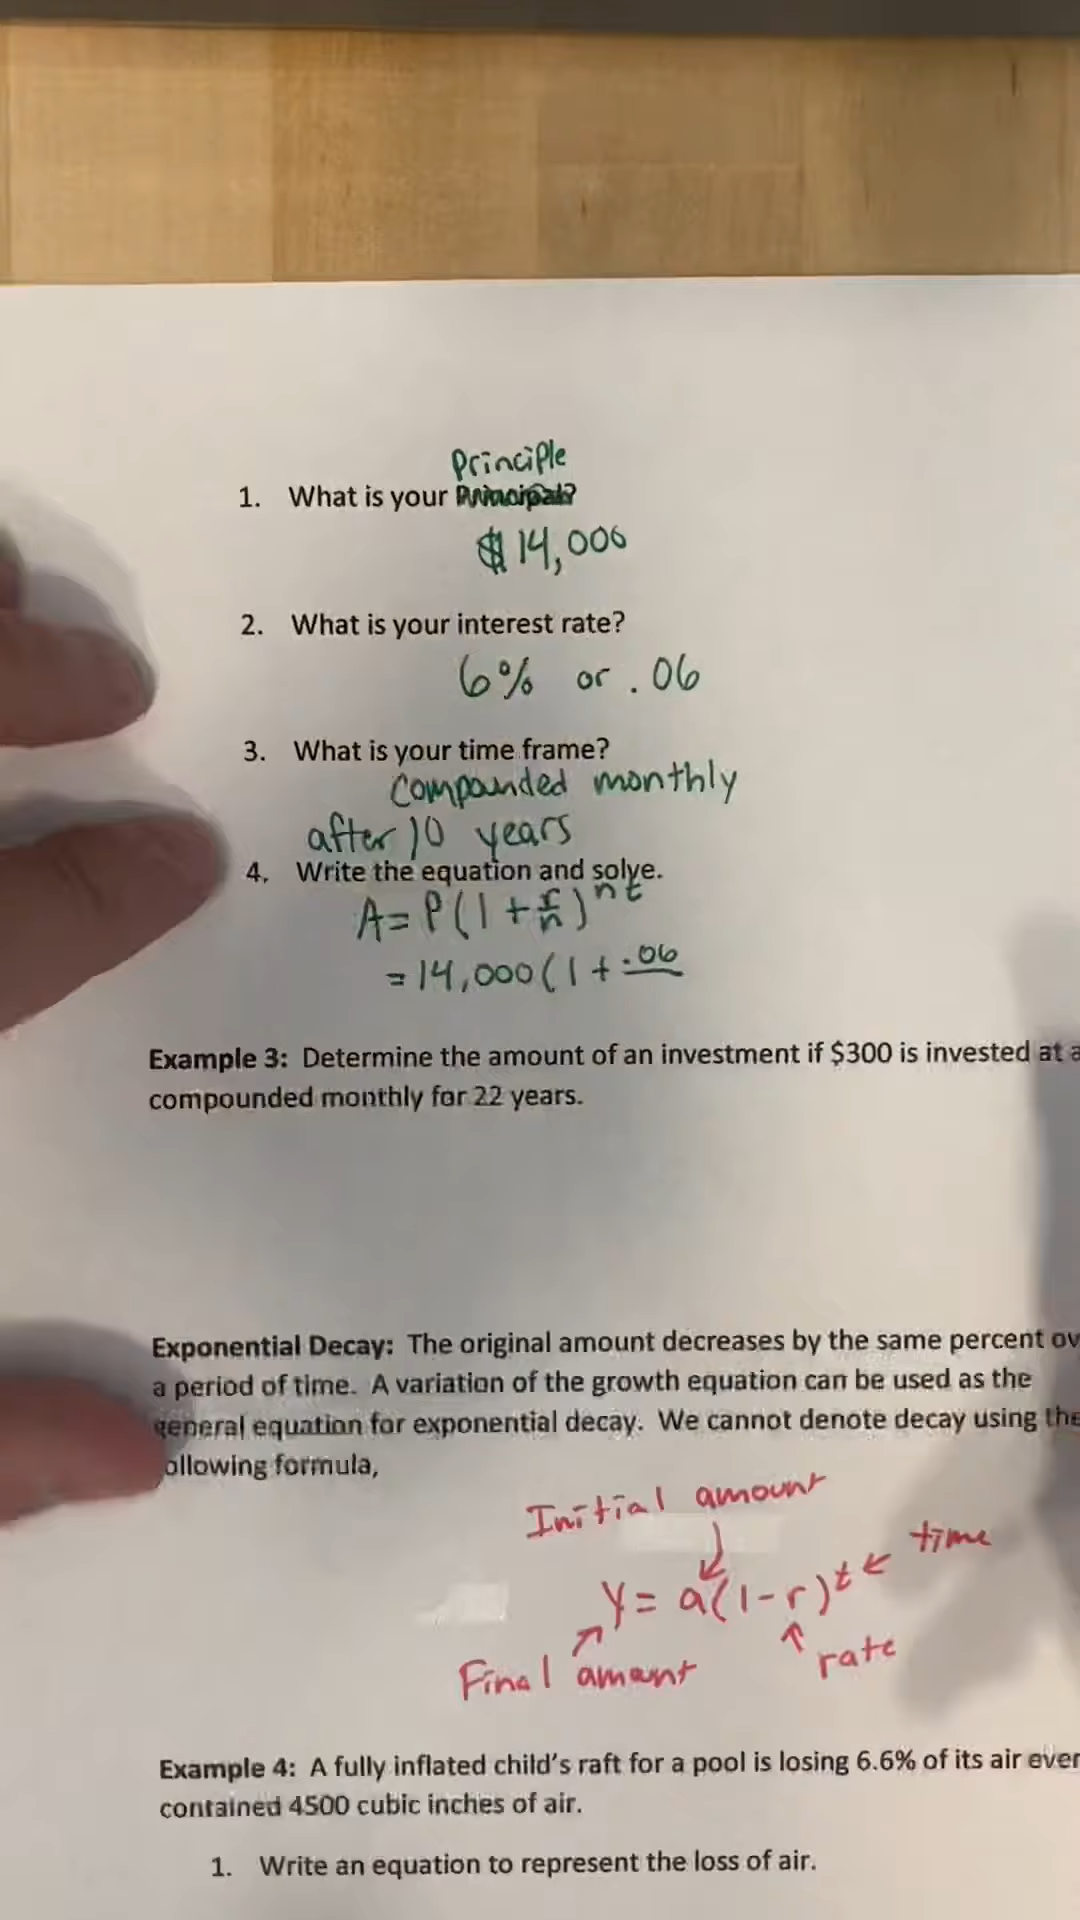 Principle
1. What is your Principal?
$14,000
2. What is your interest rate?
6% or .06
3. What is your time frame?
compounded monthly
after 10 years
4. Write the equation and solve.
A = P(1 + r/n)^nt
= 14,000(1 + .06
Example 3: Determine the amount of an investment if $300 is invested at a
compounded monthly for 22 years.
Exponential Decay: The original amount decreases by the same percent ov
a period of time. A variation of the growth equation can be used as the
general equation for exponential decay. We cannot denote decay using the
ollowing formula,
Initial amount
time
y = a(1-r)^t
rate
Final amount
Example 4: A fully inflated child's raft for a pool is losing 6.6% of its air ever
contained 4500 cubic inches of air.
1. Write an equation to represent the loss of air.